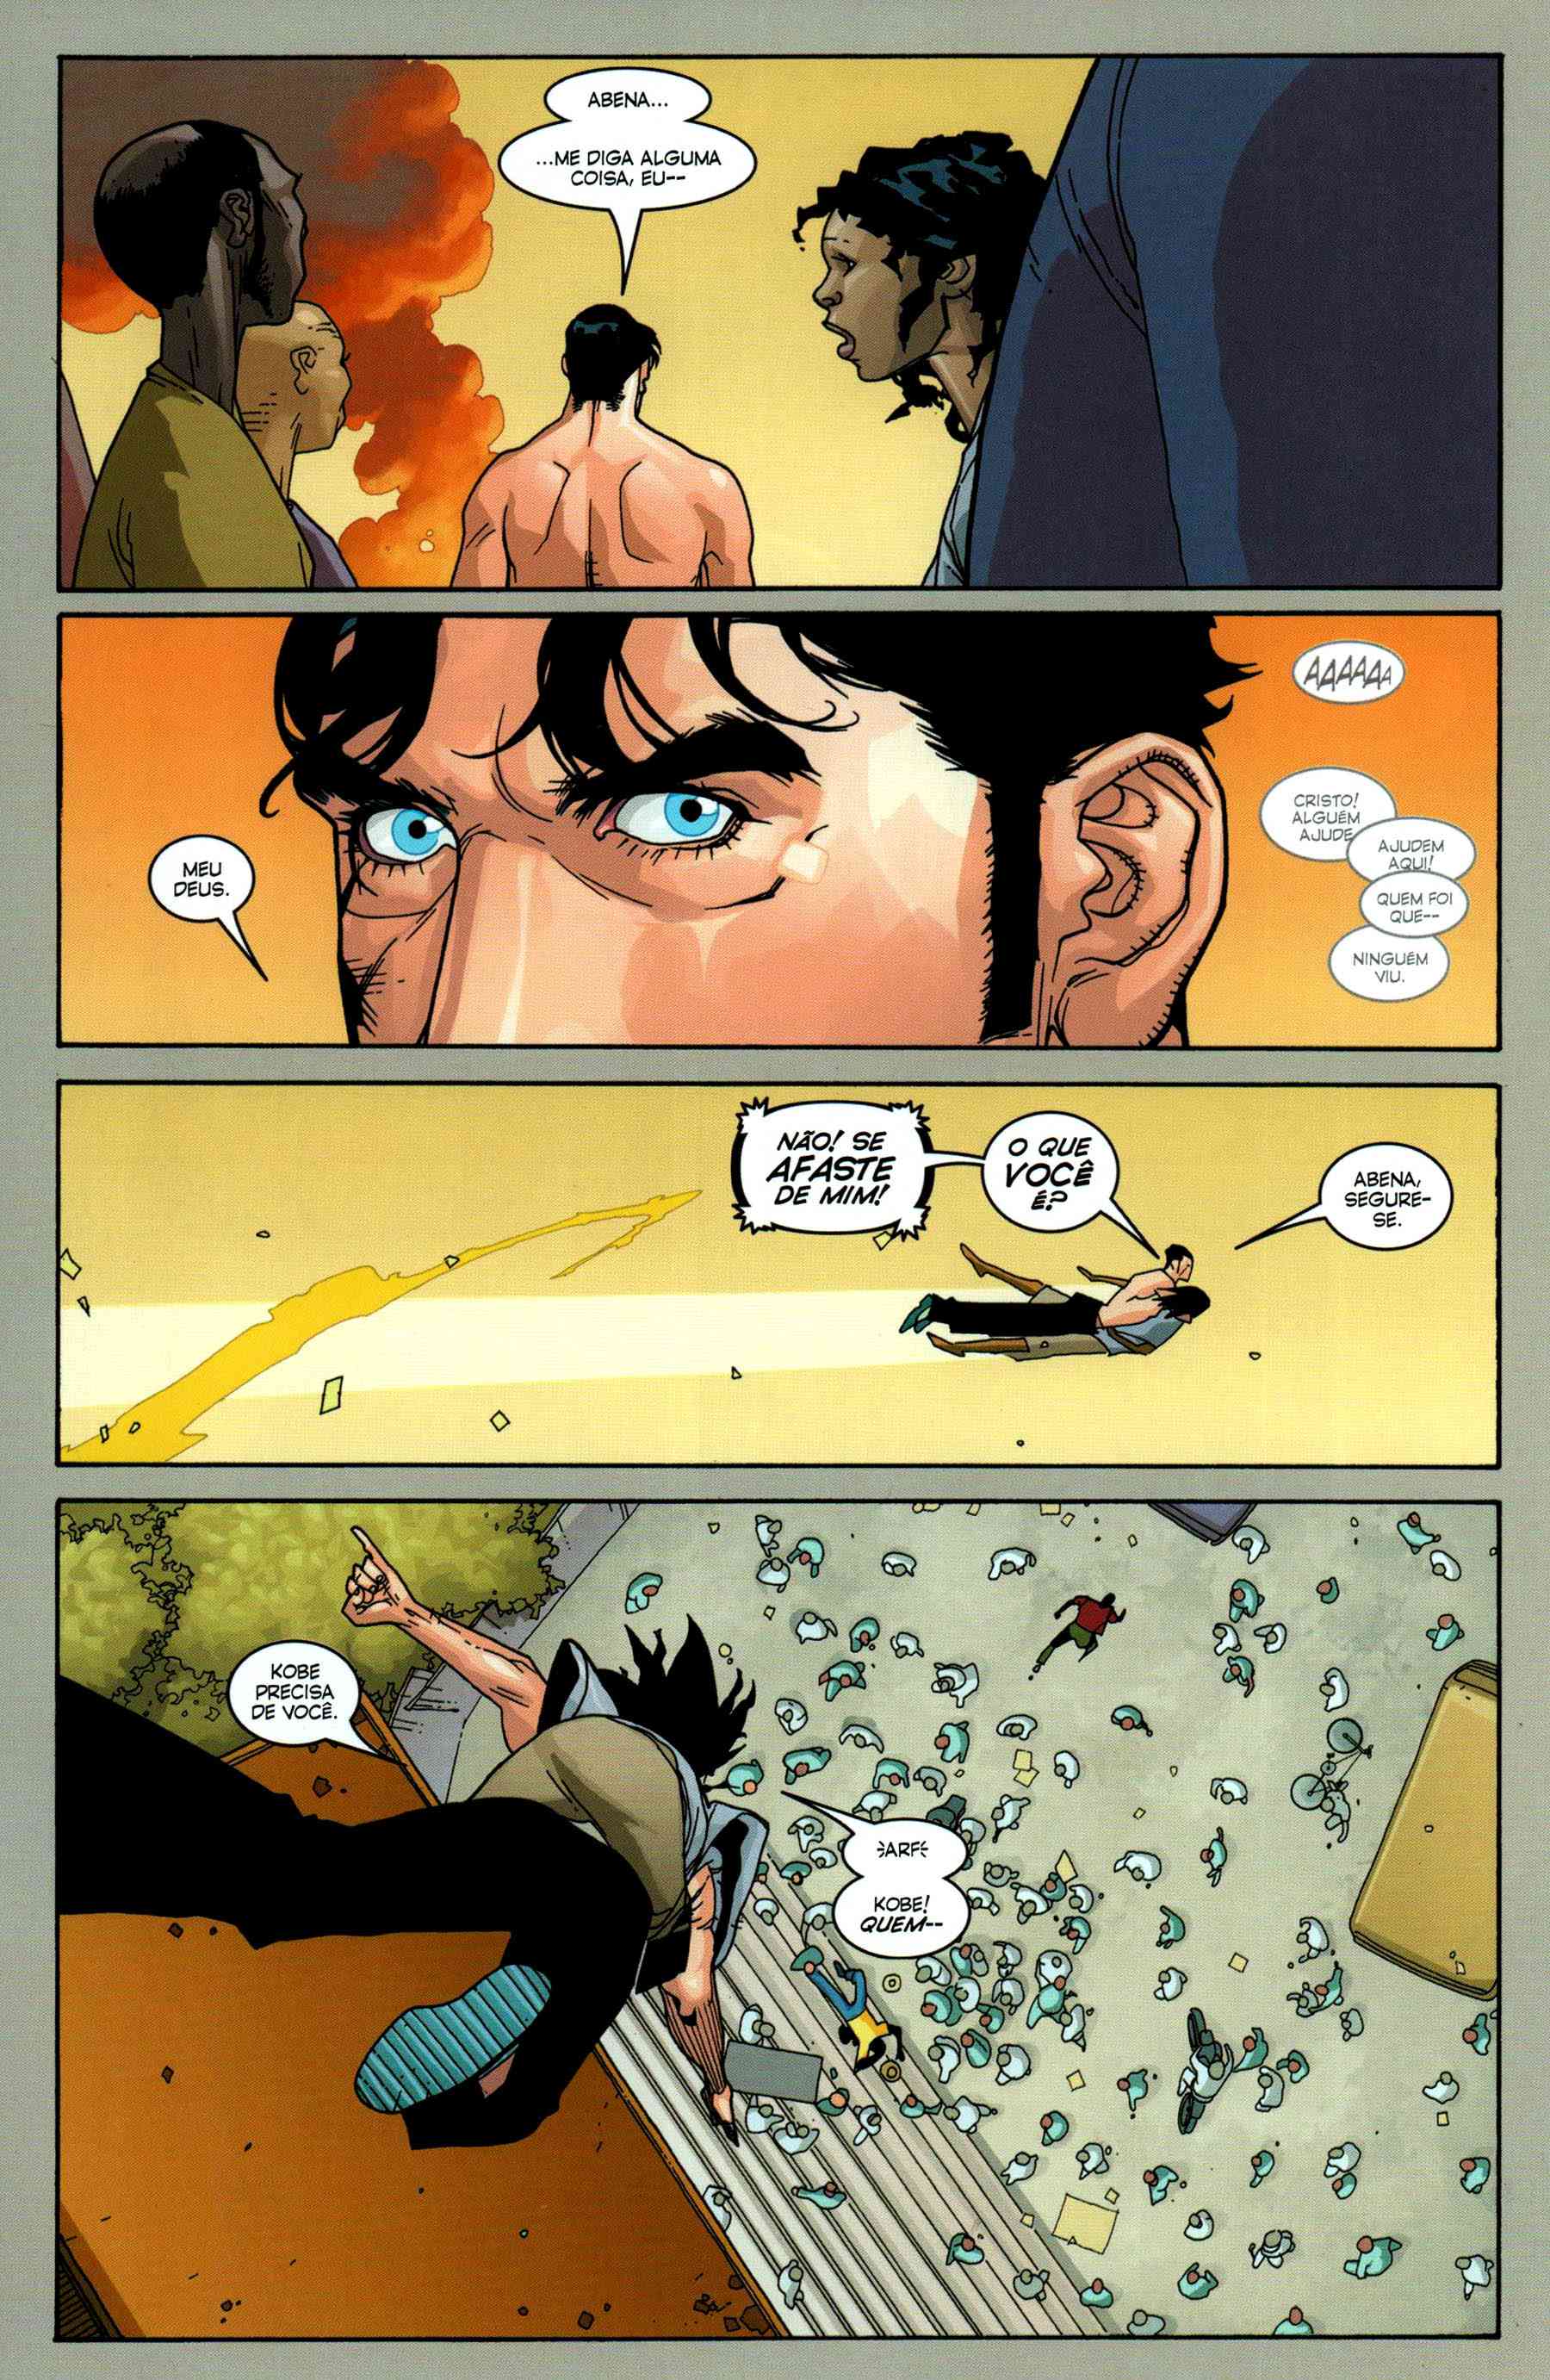 ABENA...
...ME DIGA ALGUMA
COISA, EU--
AAAAAA
MEU
DEUS.
CRISTO!
ALGUÉM
AJUDE
AJUDEM
AQUI!
QUEM FOI
QUE--
NINGUÉM
VIU.
NÃO! SE
AFASTE
DE MIM!
O QUE
VOCÊ
É?
ABENA,
SEGURE-
SE.
KOBE
PRECISA
DE VOCÊ.
ARF
KOBE!
QUEM--